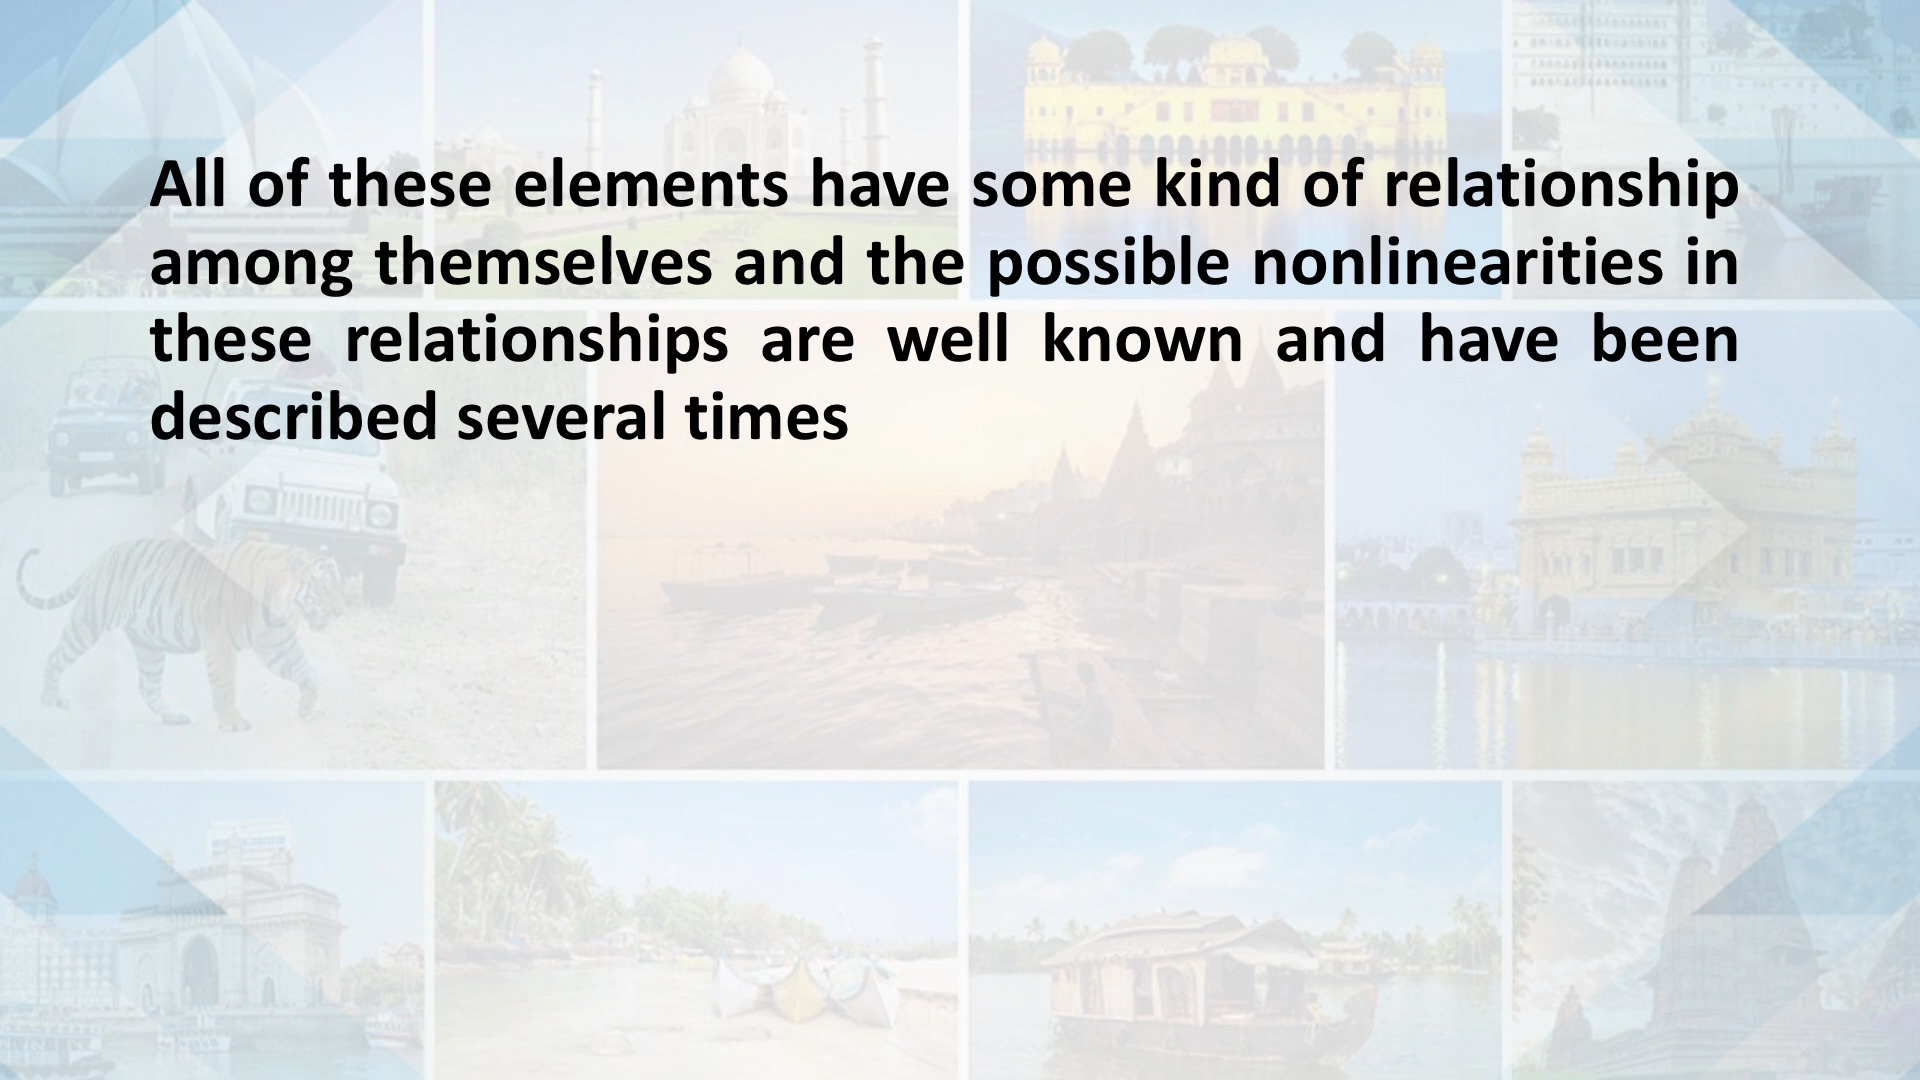 All of these elements have some kind of relationship
among themselves and the possible nonlinearities in
these relationships are well known and have been
described several times